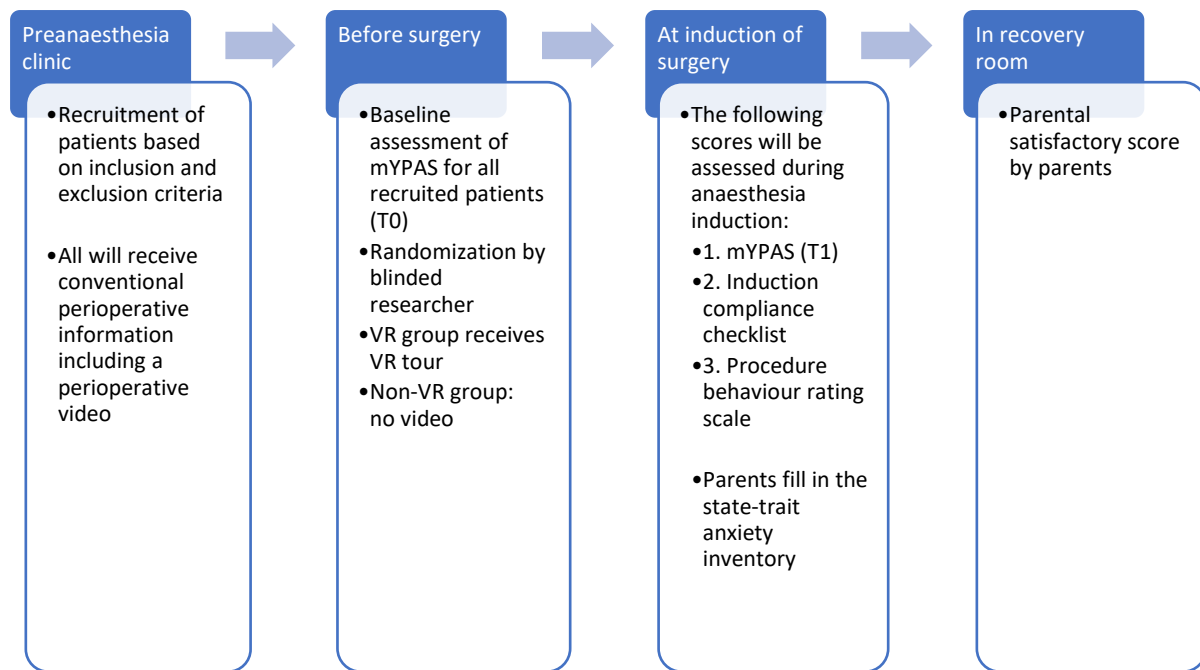 Preanaesthesia
clinic
•Recruitment of
patients based
on inclusion and
exclusion criteria
•All will receive
conventional
perioperative
information
including a
perioperative
video
Before surgery
•Baseline
assessment of
mYPAS for all
recruited patients
(T0)
•Randomization by
blinded
researcher
•VR group receives
VR tour
•Non-VR group:
no video
At induction of
surgery
•The following
scores will be
assessed during
anaesthesia
induction:
•1. mYPAS (T1)
•2. Induction
compliance
checklist
•3. Procedure
behaviour rating
scale
•Parents fill in the
state-trait
anxiety
inventory
In recovery
room
•Parental
satisfactory score
by parents